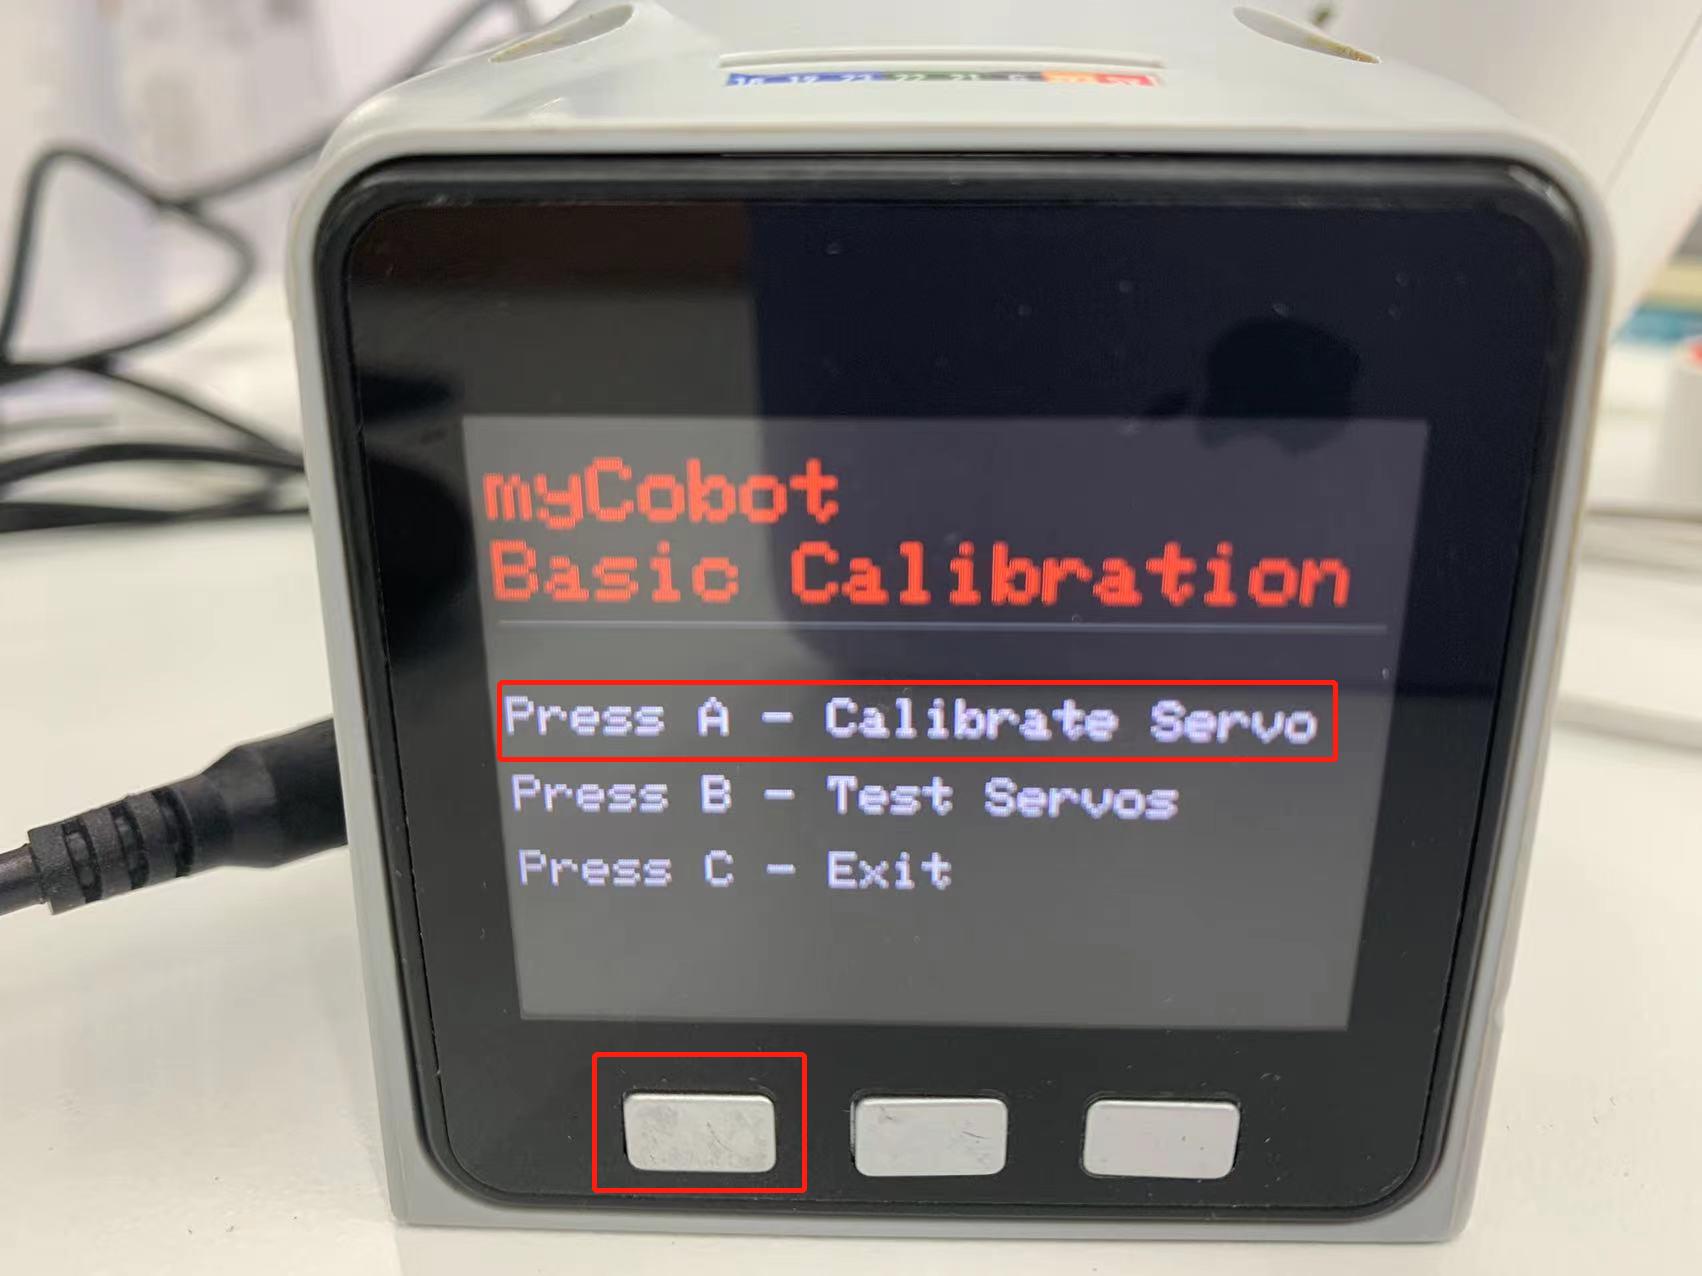 myCobot
Basic Calibration
Press A - Calibrate Servo
Press B - Test Servos
Press C - Exit